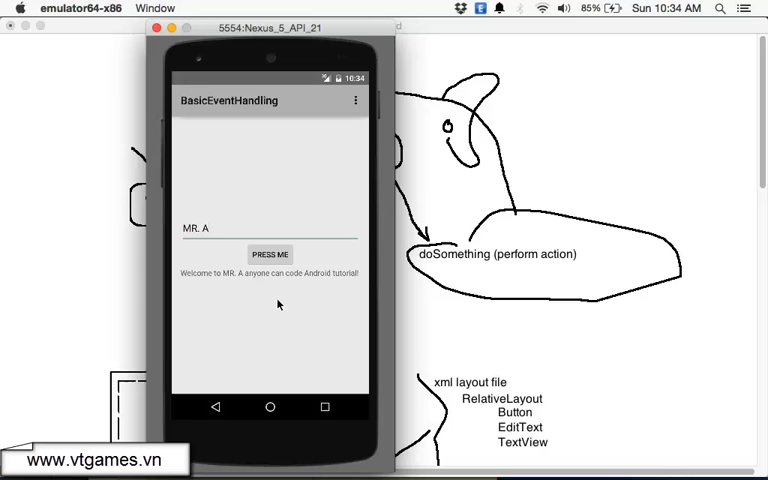 emulator64-x86 Window
85% Sun 10:34 AM
5554:Nexus_5_API_21
10:34
BasicEventHandling
MR. A
PRESS ME
Welcome to MR. A anyone can code Android tutorial!
doSomething (perform action)
xml layout file
RelativeLayout
Button
EditText
TextView
www.vtgames.vn